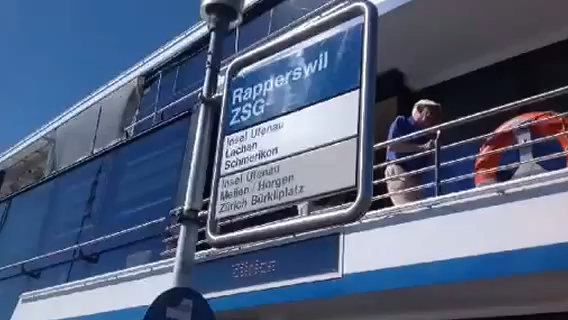 Rapperswil
ZSG
Insel Ufenau
Lachen
Schmerikon
Insel Ufenau
Meilen / Horgen
Zürich Bürkliplatz